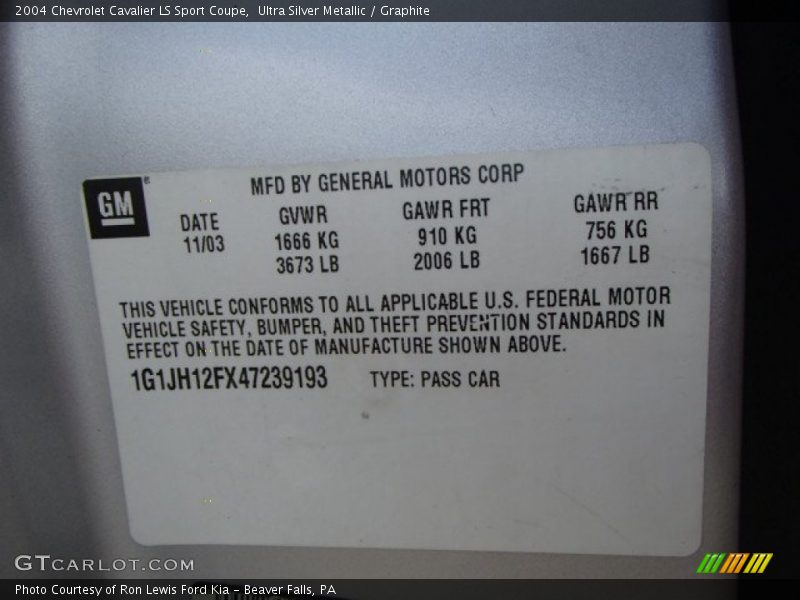 2004 Chevrolet Cavalier LS Sport Coupe,  Ultra Silver Metallic / Graphite
MFD BY GENERAL MOTORS CORP
GM®
DATE GVWR GAWR FRT GAWR RR
11/03 1666 KG 910 KG 756 KG
3673 LB 2006 LB 1667 LB
THIS VEHICLE CONFORMS TO ALL APPLICABLE U.S. FEDERAL MOTOR
VEHICLE SAFETY, BUMPER, AND THEFT PREVENTION STANDARDS IN
EFFECT ON THE DATE OF MANUFACTURE SHOWN ABOVE.
1G1JH12FX47239193 TYPE: PASS CAR
GTCARLOT.COM
Photo Courtesy of Ron Lewis Ford Kia – Beaver Falls, PA